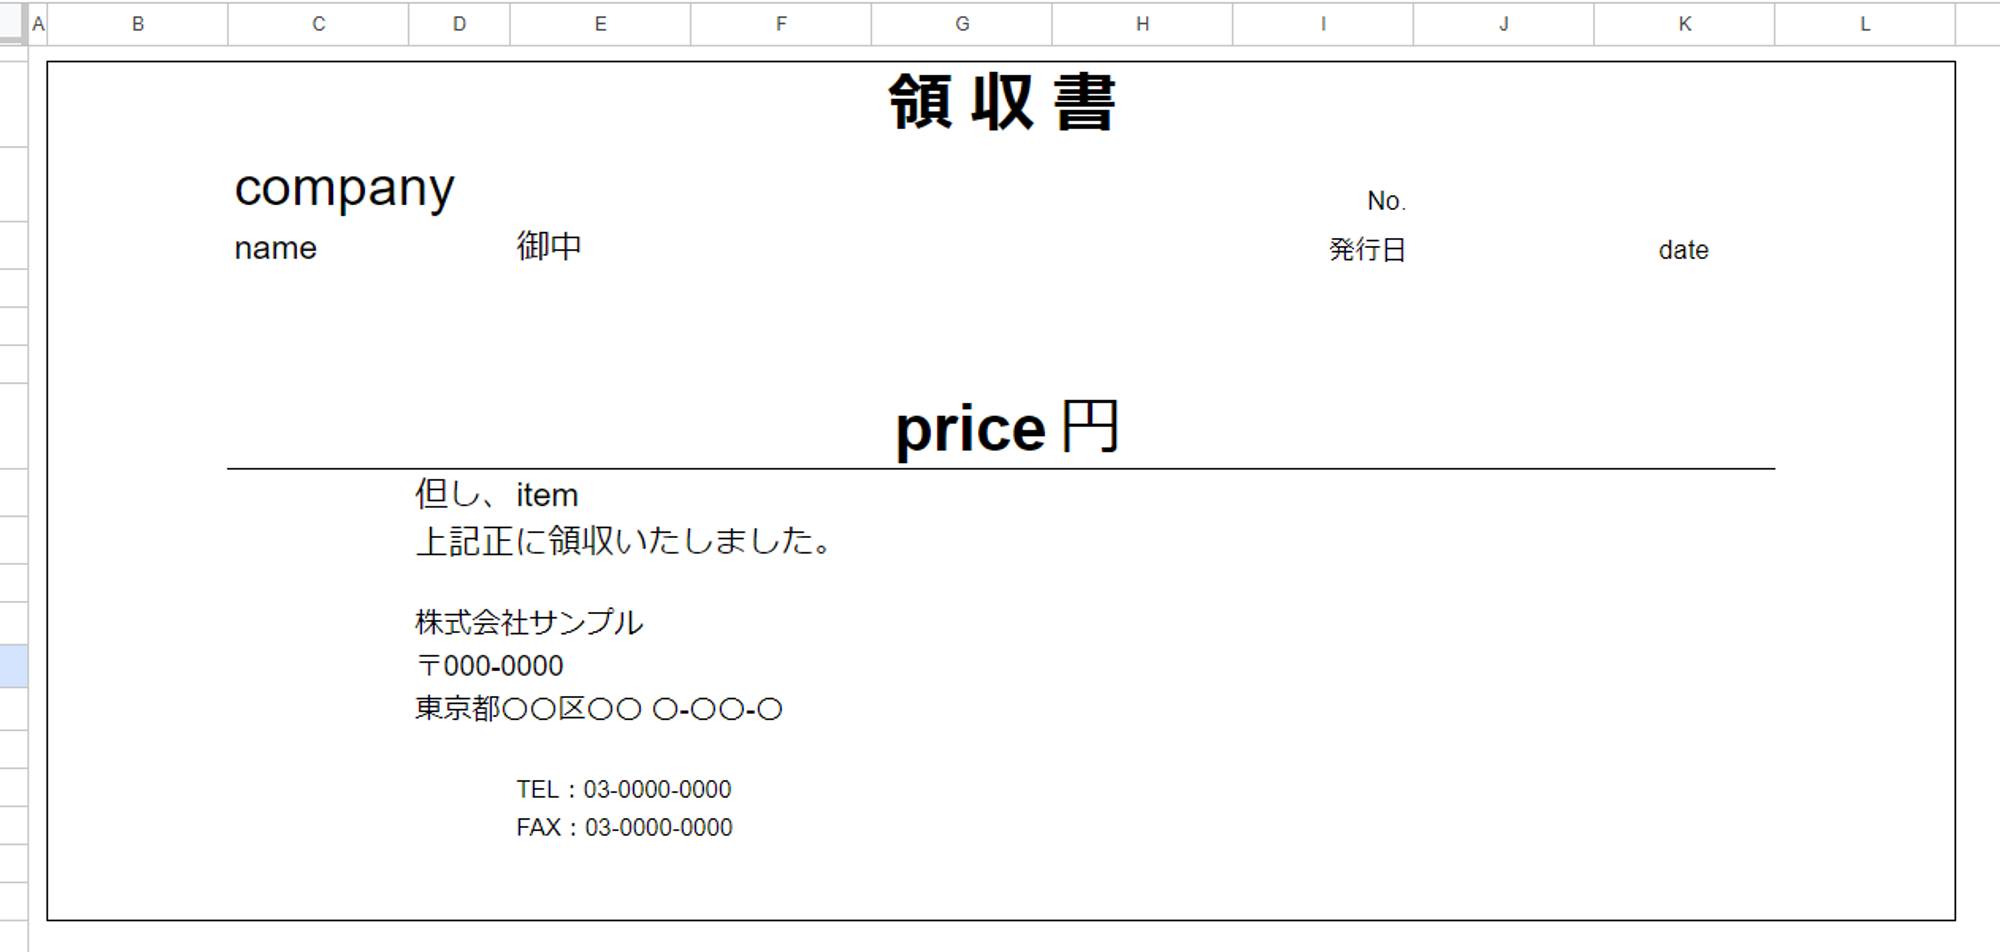 A B C D E F G H I J K L
領 収 書
company
No.
name 御中 発行日 date
price 円
但し、item
上記正に領収いたしました。
株式会社サンプル
〒000-0000
東京都〇〇区〇〇 〇-〇〇-〇
TEL：03-0000-0000
FAX：03-0000-0000